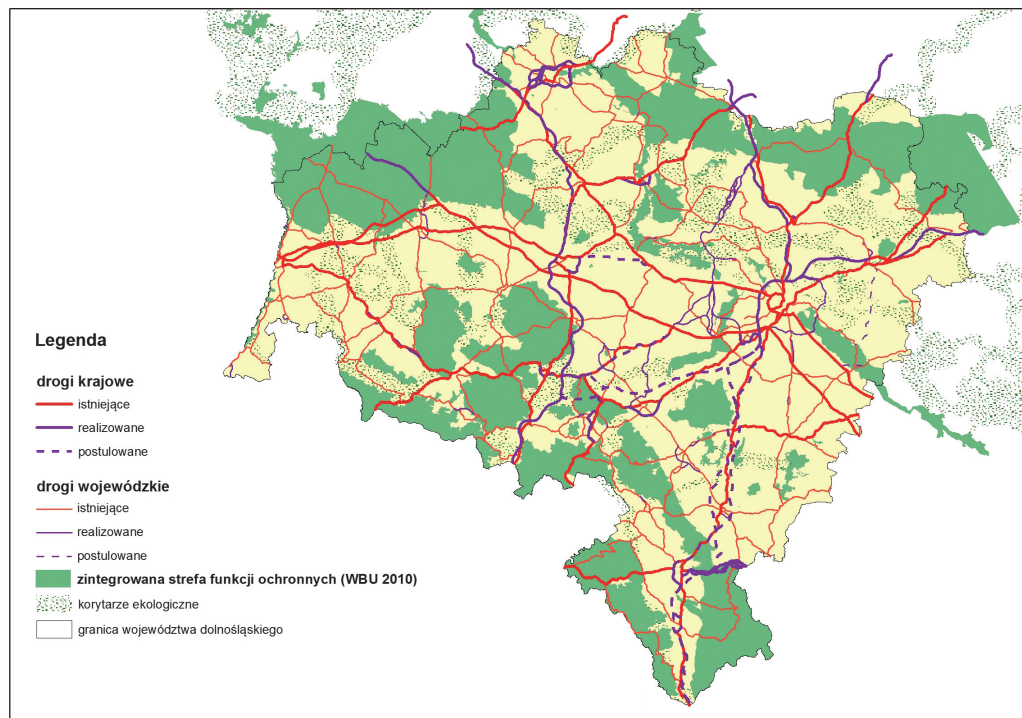 Legenda
drogi krajowe
istniejące
realizowane
postulowane
drogi wojewódzkie
istniejące
realizowane
postulowane
zintegrowana strefa funkcji ochronnych (WBU 2010)
korytarze ekologiczne
granica województwa dolnośląskiego